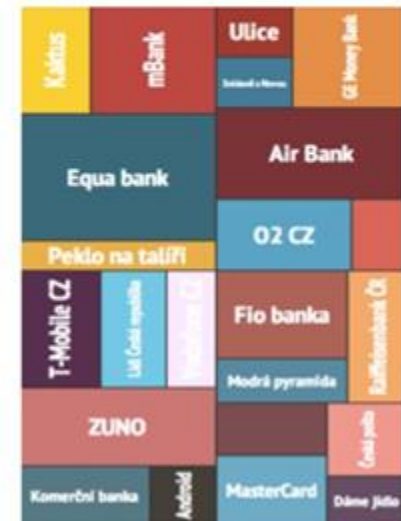 Kaktus
mBank
Ulice
GE Money Bank
Equa bank
Air Bank
O2 CZ
Peklo na talíři
T-Mobile CZ
Lidl Česká republika
Vodafone CZ
Fio banka
Raiffeisenbank ČR
Modrá pyramida
ZUNO
Česká pošta
Komerční banka
Android
MasterCard
Dáme jídlo